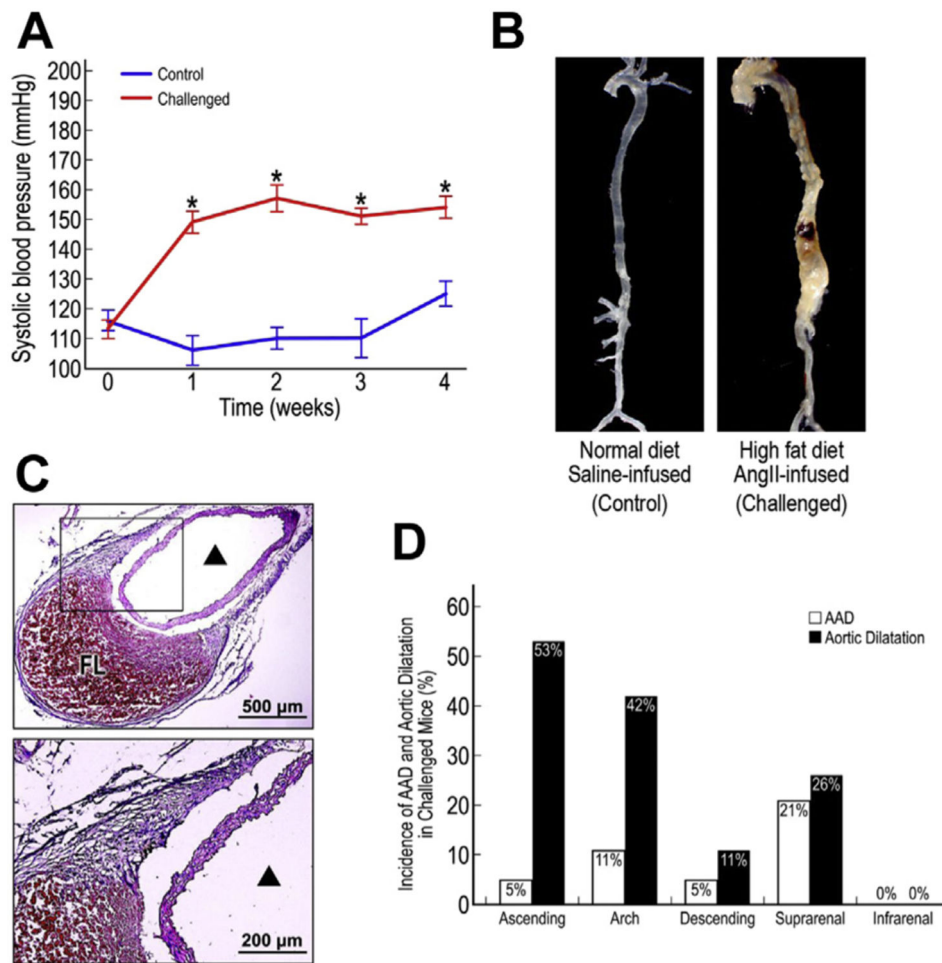 A
Systolic blood pressure (mmHg)
200
190
180
170
160
150
140
130
120
110
100
Control
Challenged
*
*
*
*
0
1
2
3
4
Time (weeks)
B
Normal diet
Saline-infused
(Control)
High fat diet
AngII-infused
(Challenged)
C
FL
500 µm
200 µm
D
Incidence of AAD and Aortic Dilatation
in Challenged Mice (%)
60
50
40
30
20
10
0
AAD
Aortic Dilatation
5%
53%
11%
42%
5%
11%
21%
26%
0%
0%
Ascending
Arch
Descending
Suprarenal
Infrarenal